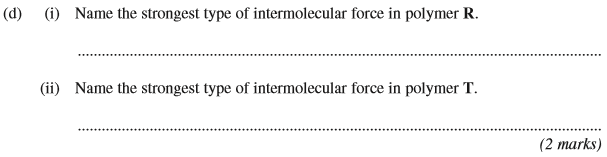 (d) (i) Name the strongest type of intermolecular force in polymer R.
(ii) Name the strongest type of intermolecular force in polymer T.
(2 marks)